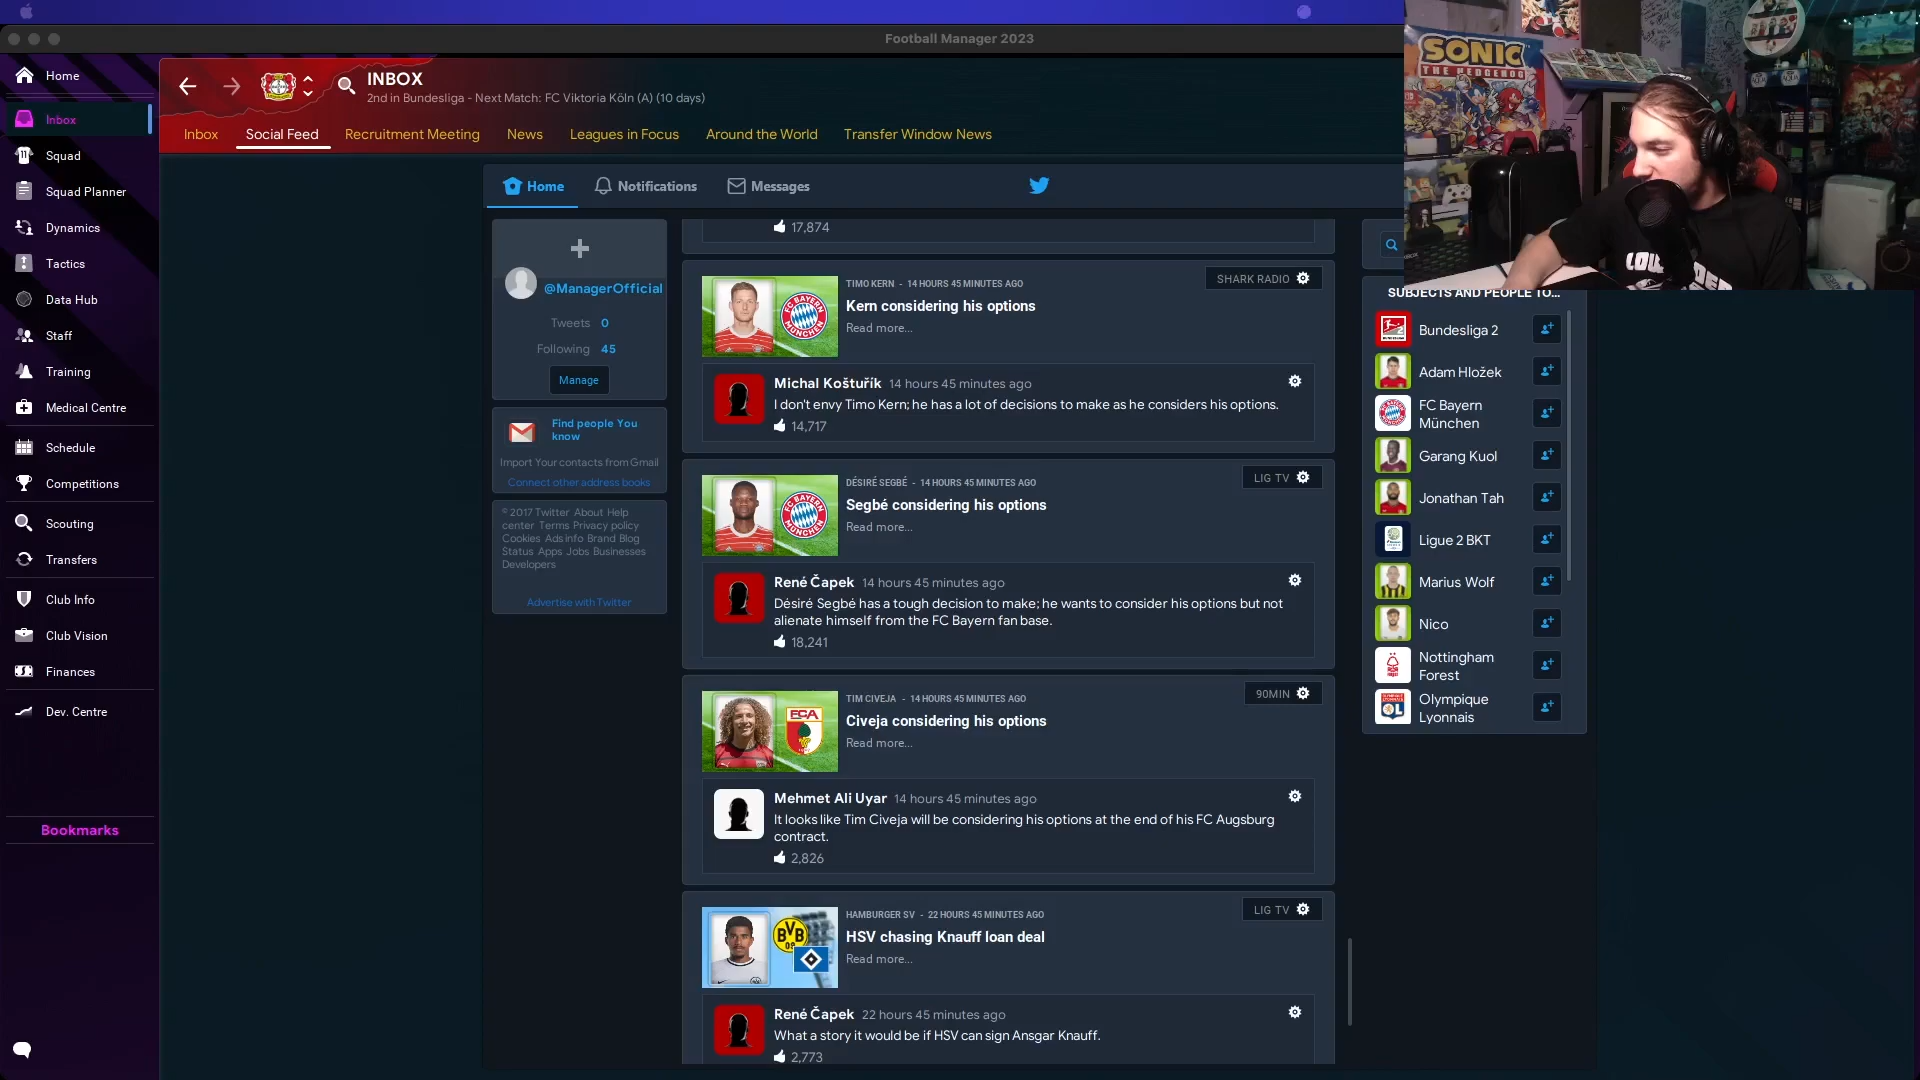 Football Manager 2023
Home
Inbox
Squad
Squad Planner
Dynamics
Tactics
Data Hub
Staff
Training
Medical Centre
Schedule
Competitions
Scouting
Transfers
Club Info
Club Vision
Finances
Dev. Centre
Bookmarks
INBOX
2nd in Bundesliga - Next Match: FC Viktoria Köln (A) (10 days)
Inbox
Social Feed
Recruitment Meeting
News
Leagues in Focus
Around the World
Transfer Window News
Home
Notifications
Messages
@ManagerOfficial
Tweets 0
Following 45
Manage
Find people You
know
Import Your contacts from Gmail
Connect other address books
© 2017 Twitter About Help
center Terms Privacy policy
Cookies Ads info Brand Blog
Status Apps Jobs Businesses
Developers
Advertise with Twitter
17,874
TIMO KERN - 14 HOURS 45 MINUTES AGO
SHARK RADIO
Kern considering his options
Read more...
Michal Koštuřík 14 hours 45 minutes ago
I don't envy Timo Kern; he has a lot of decisions to make as he considers his options.
14,717
DÉSIRÉ SEGBÉ - 14 HOURS 45 MINUTES AGO
LIG TV
Segbé considering his options
Read more...
René Čapek 14 hours 45 minutes ago
Désiré Segbé has a tough decision to make; he wants to consider his options but not
alienate himself from the FC Bayern fan base.
18,241
TIM CIVEJA - 14 HOURS 45 MINUTES AGO
90MIN
Civeja considering his options
Read more...
FCA
Mehmet Ali Uyar 14 hours 45 minutes ago
It looks like Tim Civeja will be considering his options at the end of his FC Augsburg
contract.
2,826
HAMBURGER SV - 22 HOURS 45 MINUTES AGO
LIG TV
HSV chasing Knauff loan deal
Read more...
BVB
09
René Čapek 22 hours 45 minutes ago
What a story it would be if HSV can sign Ansgar Knauff.
2,773
SUBJECTS AND PEOPLE TO...
Bundesliga 2
Adam Hložek
FC Bayern
München
Garang Kuol
Jonathan Tah
Ligue 2 BKT
Marius Wolf
Nico
Nottingham
Forest
Olympique
Lyonnais
SONIC
THE HEDGEHOG